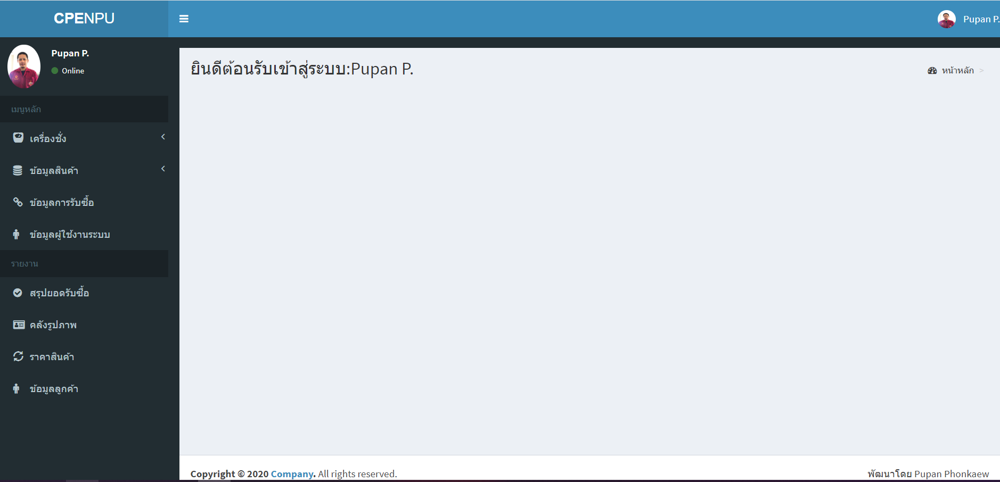 CPENPU
Pupan P.
Pupan P.
Online
ยินดีต้อนรับเข้าสู่ระบบ:Pupan P.
หน้าหลัก >
เมนูหลัก
เครื่องชั่ง
ข้อมูลสินค้า
ข้อมูลการรับซื้อ
ข้อมูลผู้ใช้งานระบบ
รายงาน
สรุปยอดรับซื้อ
คลังรูปภาพ
ราคาสินค้า
ข้อมูลลูกค้า
Copyright © 2020 Company. All rights reserved.
พัฒนาโดย Pupan Phonkaew